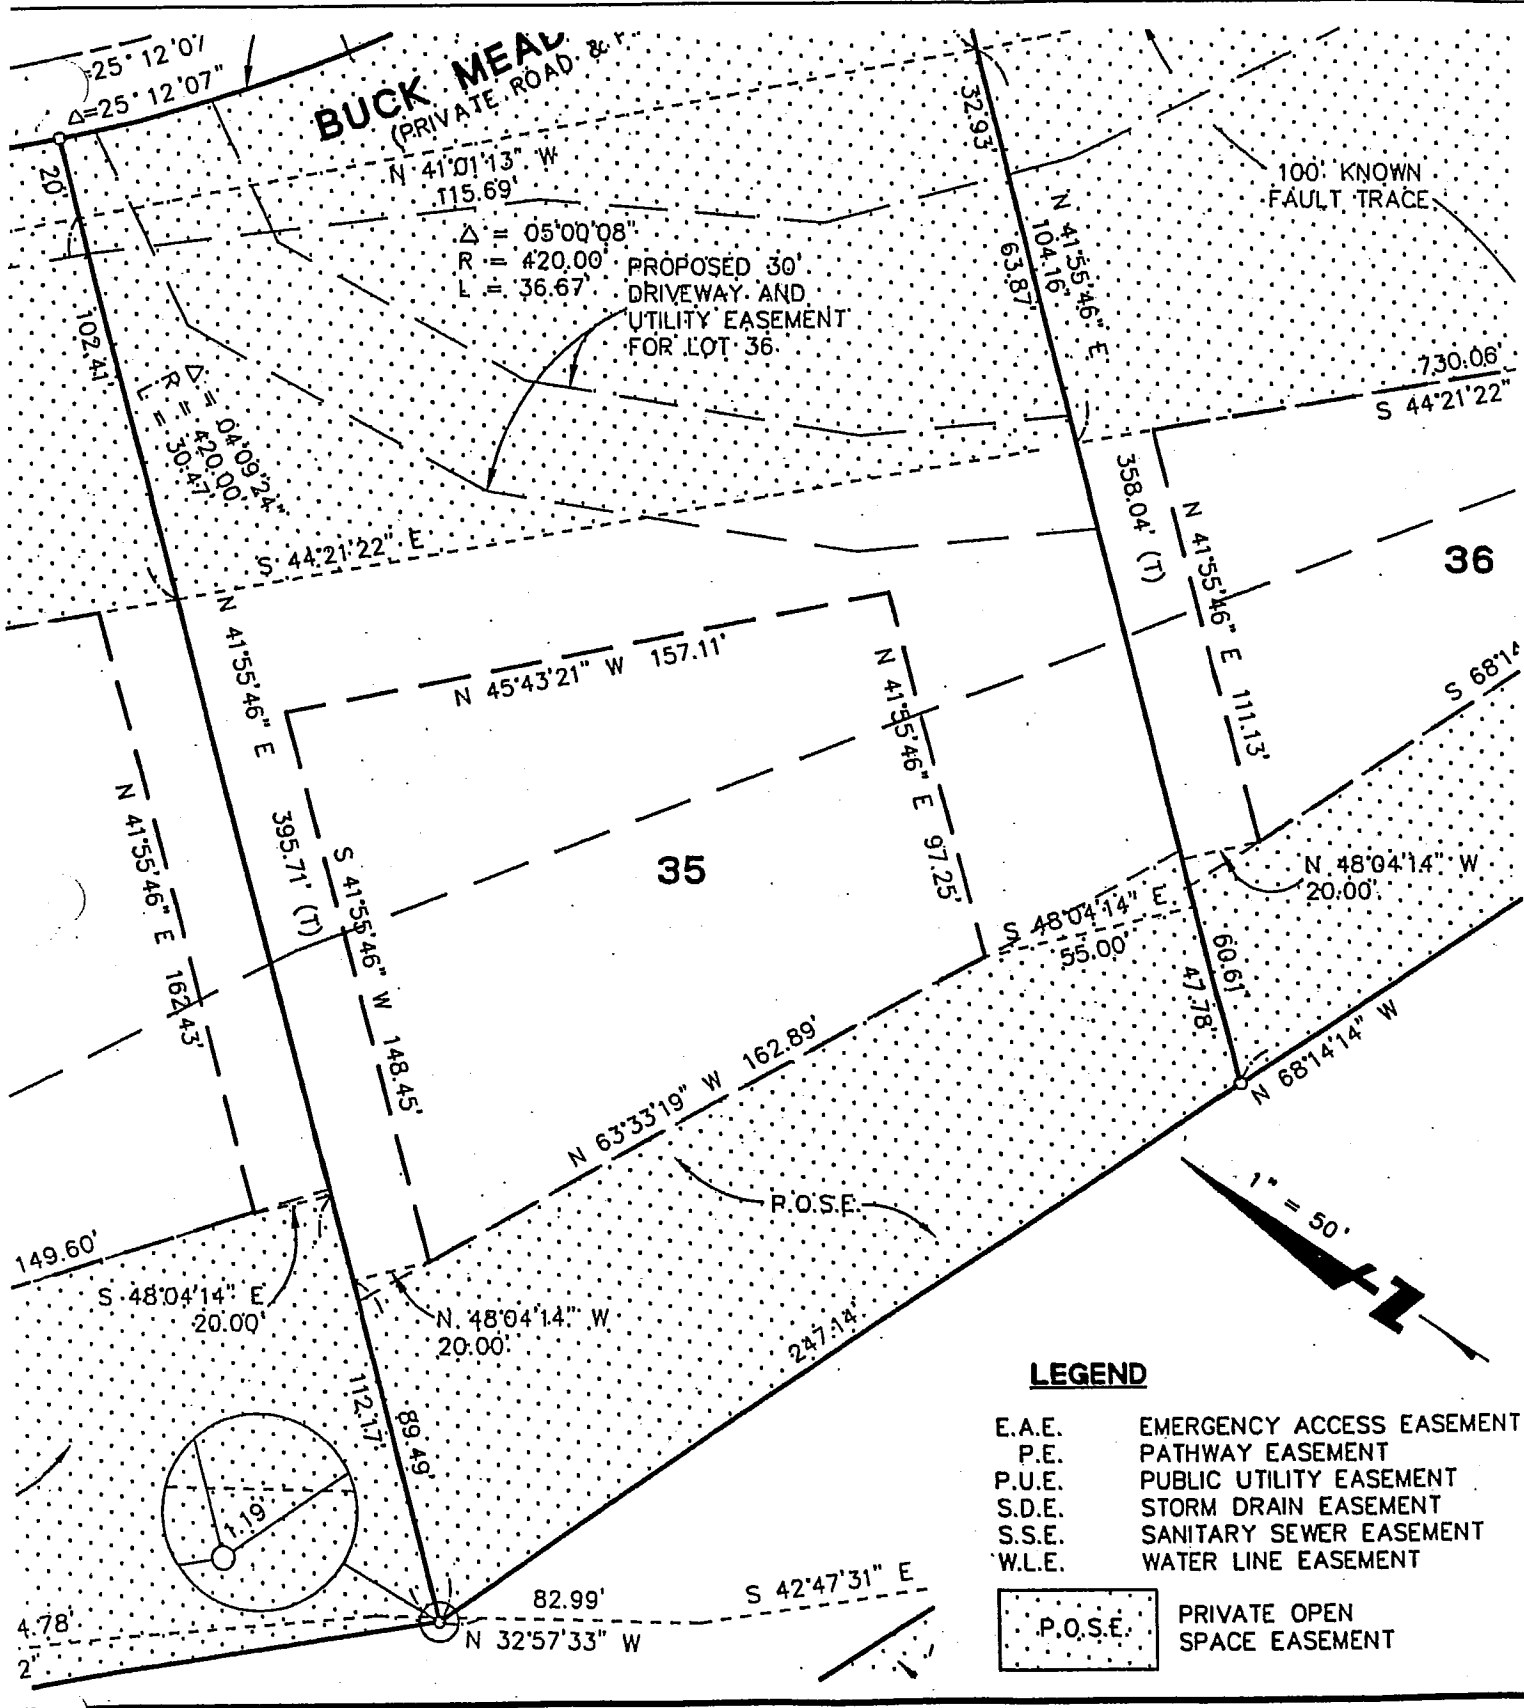 25° 12'07
Δ=25° 12'07"
BUCK MEAD
(PRIVATE ROAD &
N 41°01'13" W
115.69'
Δ = 05°00'08"
R = 420.00'
L = 36.67'
PROPOSED 30'
DRIVEWAY AND
UTILITY EASEMENT
FOR LOT 36
20'
102.41'
Δ = 04°09'24"
R = 420.00'
L = 30.47'
32.93'
N 41°55'46" E
104.16'
63.87'
100' KNOWN
FAULT TRACE
730.06'
S 44°21'22"
S 44°21'22" E
358.04' (T)
N 41°55'46" E 111.13'
36
S 68°14
N 41°55'46" E
395.71' (T)
N 45°43'21" W 157.11'
N 41°55'46" E 97.25'
N 41°55'46" E 162.43'
S 41°55'46" W 148.45'
35
S 48°04'14" E
55.00'
N 48°04'14" W
20.00'
60.61'
47.78'
N 68°14'14" W
N 63°33'19" W 162.89'
P.O.S.E.
149.60'
S 48°04'14" E
20.00'
N 48°04'14" W
20.00'
247.14'
1" = 50'
Z
112.17'
89.49'
1.19'
4.78'
2"
82.99'
S 42°47'31" E
N 32°57'33" W
LEGEND
E.A.E. EMERGENCY ACCESS EASEMENT
P.E. PATHWAY EASEMENT
P.U.E. PUBLIC UTILITY EASEMENT
S.D.E. STORM DRAIN EASEMENT
S.S.E. SANITARY SEWER EASEMENT
W.L.E. WATER LINE EASEMENT
P.O.S.E. PRIVATE OPEN
SPACE EASEMENT